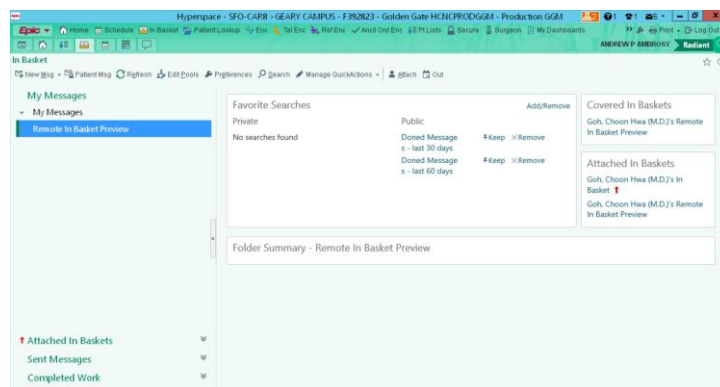 Hyperspace - SFO-CARB >GEARY CAMPUS - F392823 - Golden Gate HCNCPRODGGM - Production GGM
Epic Home Schedule In Basket Patient Lookup Enc Tel Enc Ref Enc Ancil Ord Enc Pt Lists Secure Surgeon My Dashboards Print Log Out
ANDREW P AMBROSY Radiant
In Basket
New Msg Patient Msg Refresh Edit Pools Preferences Search Manage QuickActions Attach Out
My Messages
My Messages
Remote In Basket Preview
Attached In Baskets
Sent Messages
Completed Work
Favorite Searches Add/Remove
Private Public
No searches found Doned Message Keep Remove
s - last 30 days
Doned Message Keep Remove
s - last 60 days
Folder Summary - Remote In Basket Preview
Covered In Baskets
Goh, Choon Hwa (M.D.)'s Remote
In Basket Preview
Attached In Baskets
Goh, Choon Hwa (M.D.)'s In
Basket
Goh, Choon Hwa (M.D.)'s Remote
In Basket Preview